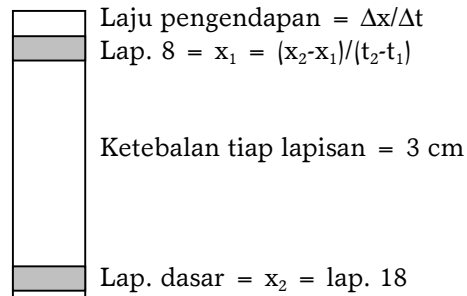 Laju pengendapan = Δx/Δt
Lap. 8 = x₁ = (x₂-x₁)/(t₂-t₁)
Ketebalan tiap lapisan = 3 cm
Lap. dasar = x₂ = lap. 18